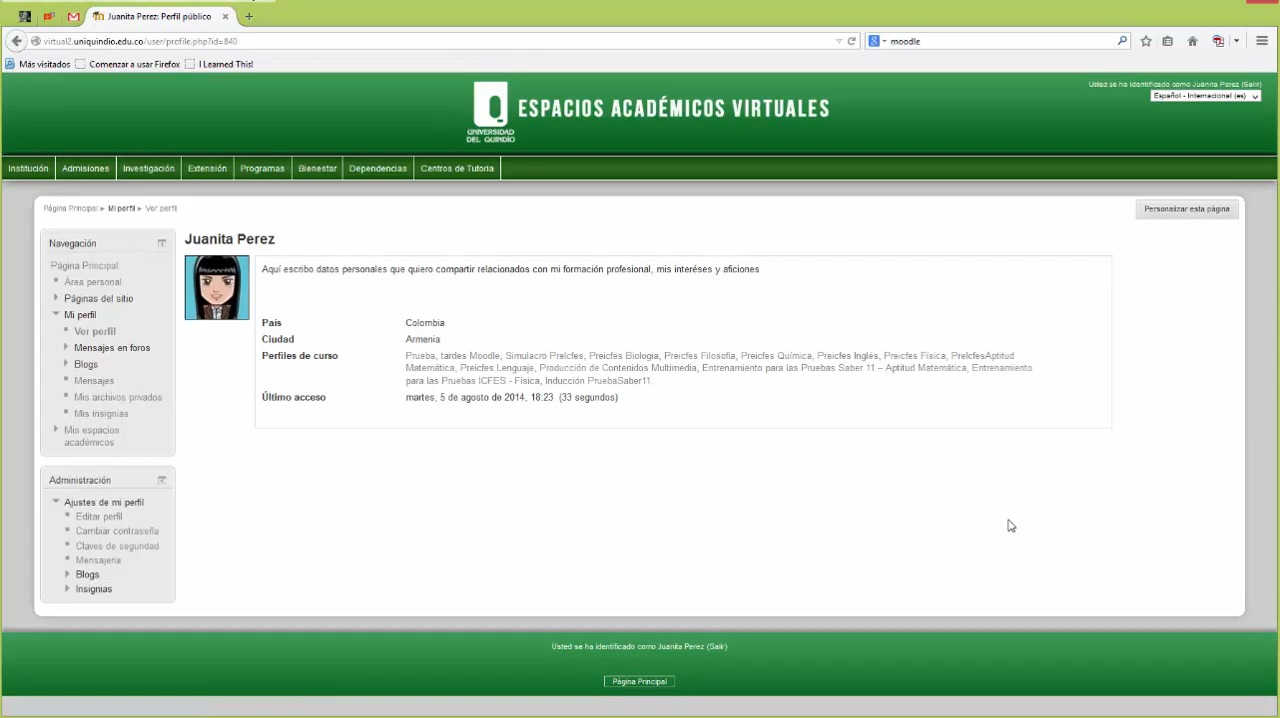 Juanita Perez: Perfil público
virtual2.uniquindio.edu.co/user/profile.php?id=840
moodle
Más visitados Comenzar a usar Firefox I Learned This!
Usted se ha identificado como Juanita Perez (Salir)
Español - Internacional (es)
UNIVERSIDAD
DEL QUINDÍO
ESPACIOS ACADÉMICOS VIRTUALES
Institución Admisiones Investigación Extensión Programas Bienestar Dependencias Centros de Tutoria
Página Principal ► Mi perfil ► Ver perfil
Personalizar esta página
Navegación
Página Principal
Área personal
Páginas del sitio
Mi perfil
Ver perfil
Mensajes en foros
Blogs
Mensajes
Mis archivos privados
Mis insignias
Mis espacios
académicos
Administración
Ajustes de mi perfil
Editar perfil
Cambiar contraseña
Claves de seguridad
Mensajería
Blogs
Insignias
Juanita Perez
Aquí escribo datos personales que quiero compartir relacionados con mi formación profesional, mis interéses y aficiones
País Colombia
Ciudad Armenia
Perfiles de curso Prueba, tardes Moodle, Simulacro PreIcfes, Preicfes Biologia, Preicfes Filosofia, Preicfes Química, Preicfes Inglés, Preicfes Física, PreIcfesAptitud
Matemática, Preicfes Lenguaje, Producción de Contenidos Multimedia, Entrenamiento para las Pruebas Saber 11 – Aptitud Matemática, Entrenamiento
para las Pruebas ICFES - Física, Inducción PruebaSaber11
Último acceso martes, 5 de agosto de 2014, 18:23 (33 segundos)
Usted se ha identificado como Juanita Perez (Salir)
Página Principal